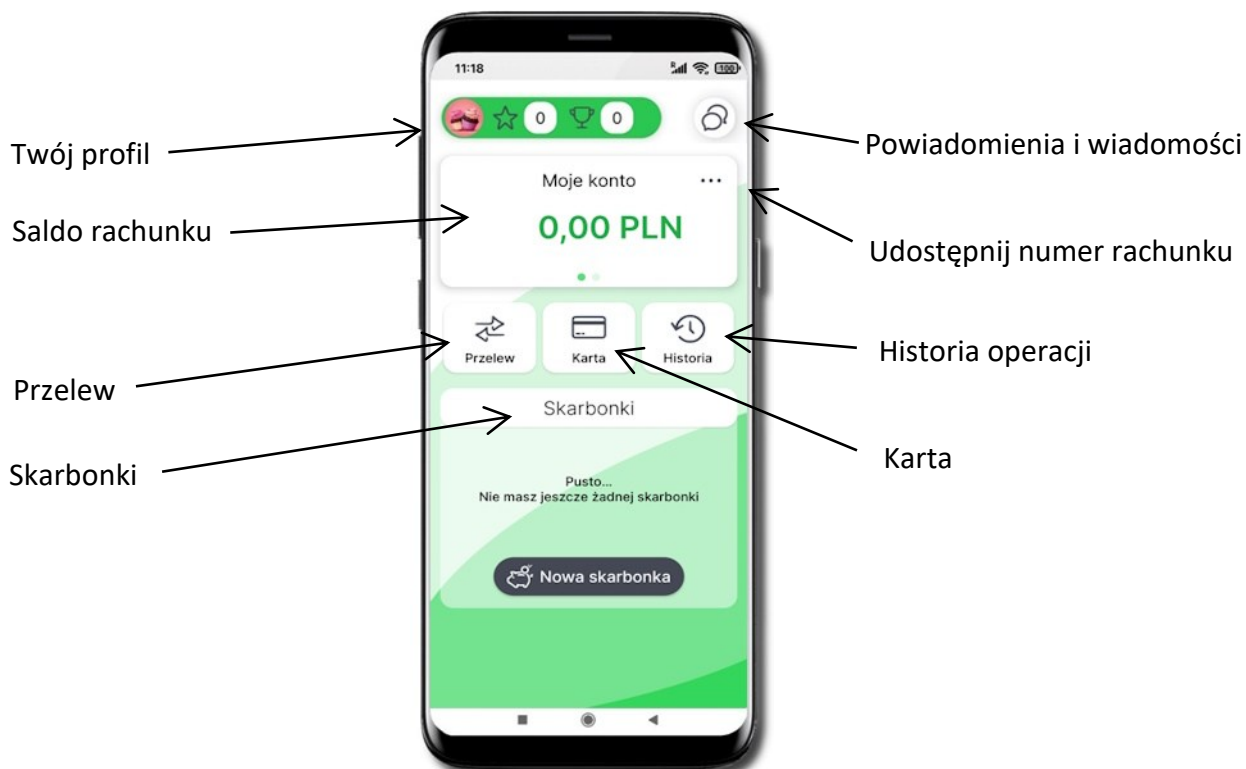 11:18
R
100
0
0
Twój profil
Powiadomienia i wiadomości
Moje konto
...
Saldo rachunku
0,00 PLN
Udostępnij numer rachunku
Przelew
Karta
Historia
Historia operacji
Przelew
Skarbonki
Karta
Skarbonki
Pusto...
Nie masz jeszcze żadnej skarbonki
Nowa skarbonka